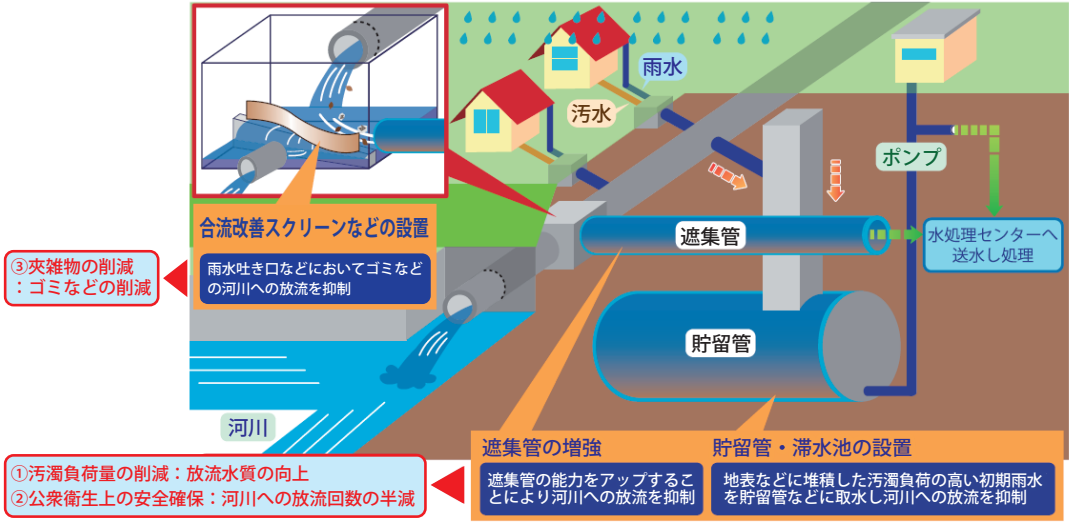 雨水
汚水
ポンプ
合流改善スクリーンなどの設置
雨水吐き口などにおいてゴミなど
の河川への放流を抑制
遮集管
水処理センターへ
送水し処理
③夾雑物の削減
：ゴミなどの削減
貯留管
河川
遮集管の増強
遮集管の能力をアップするこ
とにより河川への放流を抑制
貯留管・滞水池の設置
地表などに堆積した汚濁負荷の高い初期雨水
を貯留管などに取水し河川への放流を抑制
①汚濁負荷量の削減：放流水質の向上
②公衆衛生上の安全確保：河川への放流回数の半減